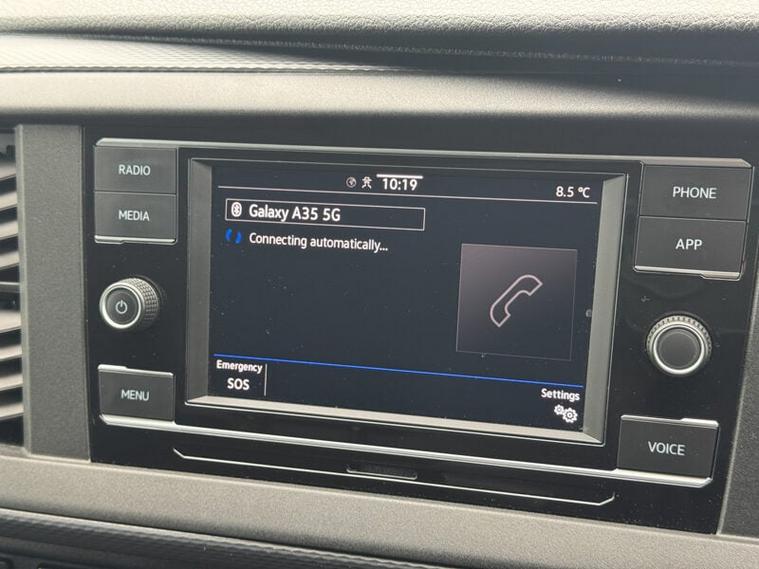 RADIO
MEDIA
MENU
10:19
8.5 °C
Galaxy A35 5G
Connecting automatically...
Emergency
SOS
Settings
PHONE
APP
VOICE